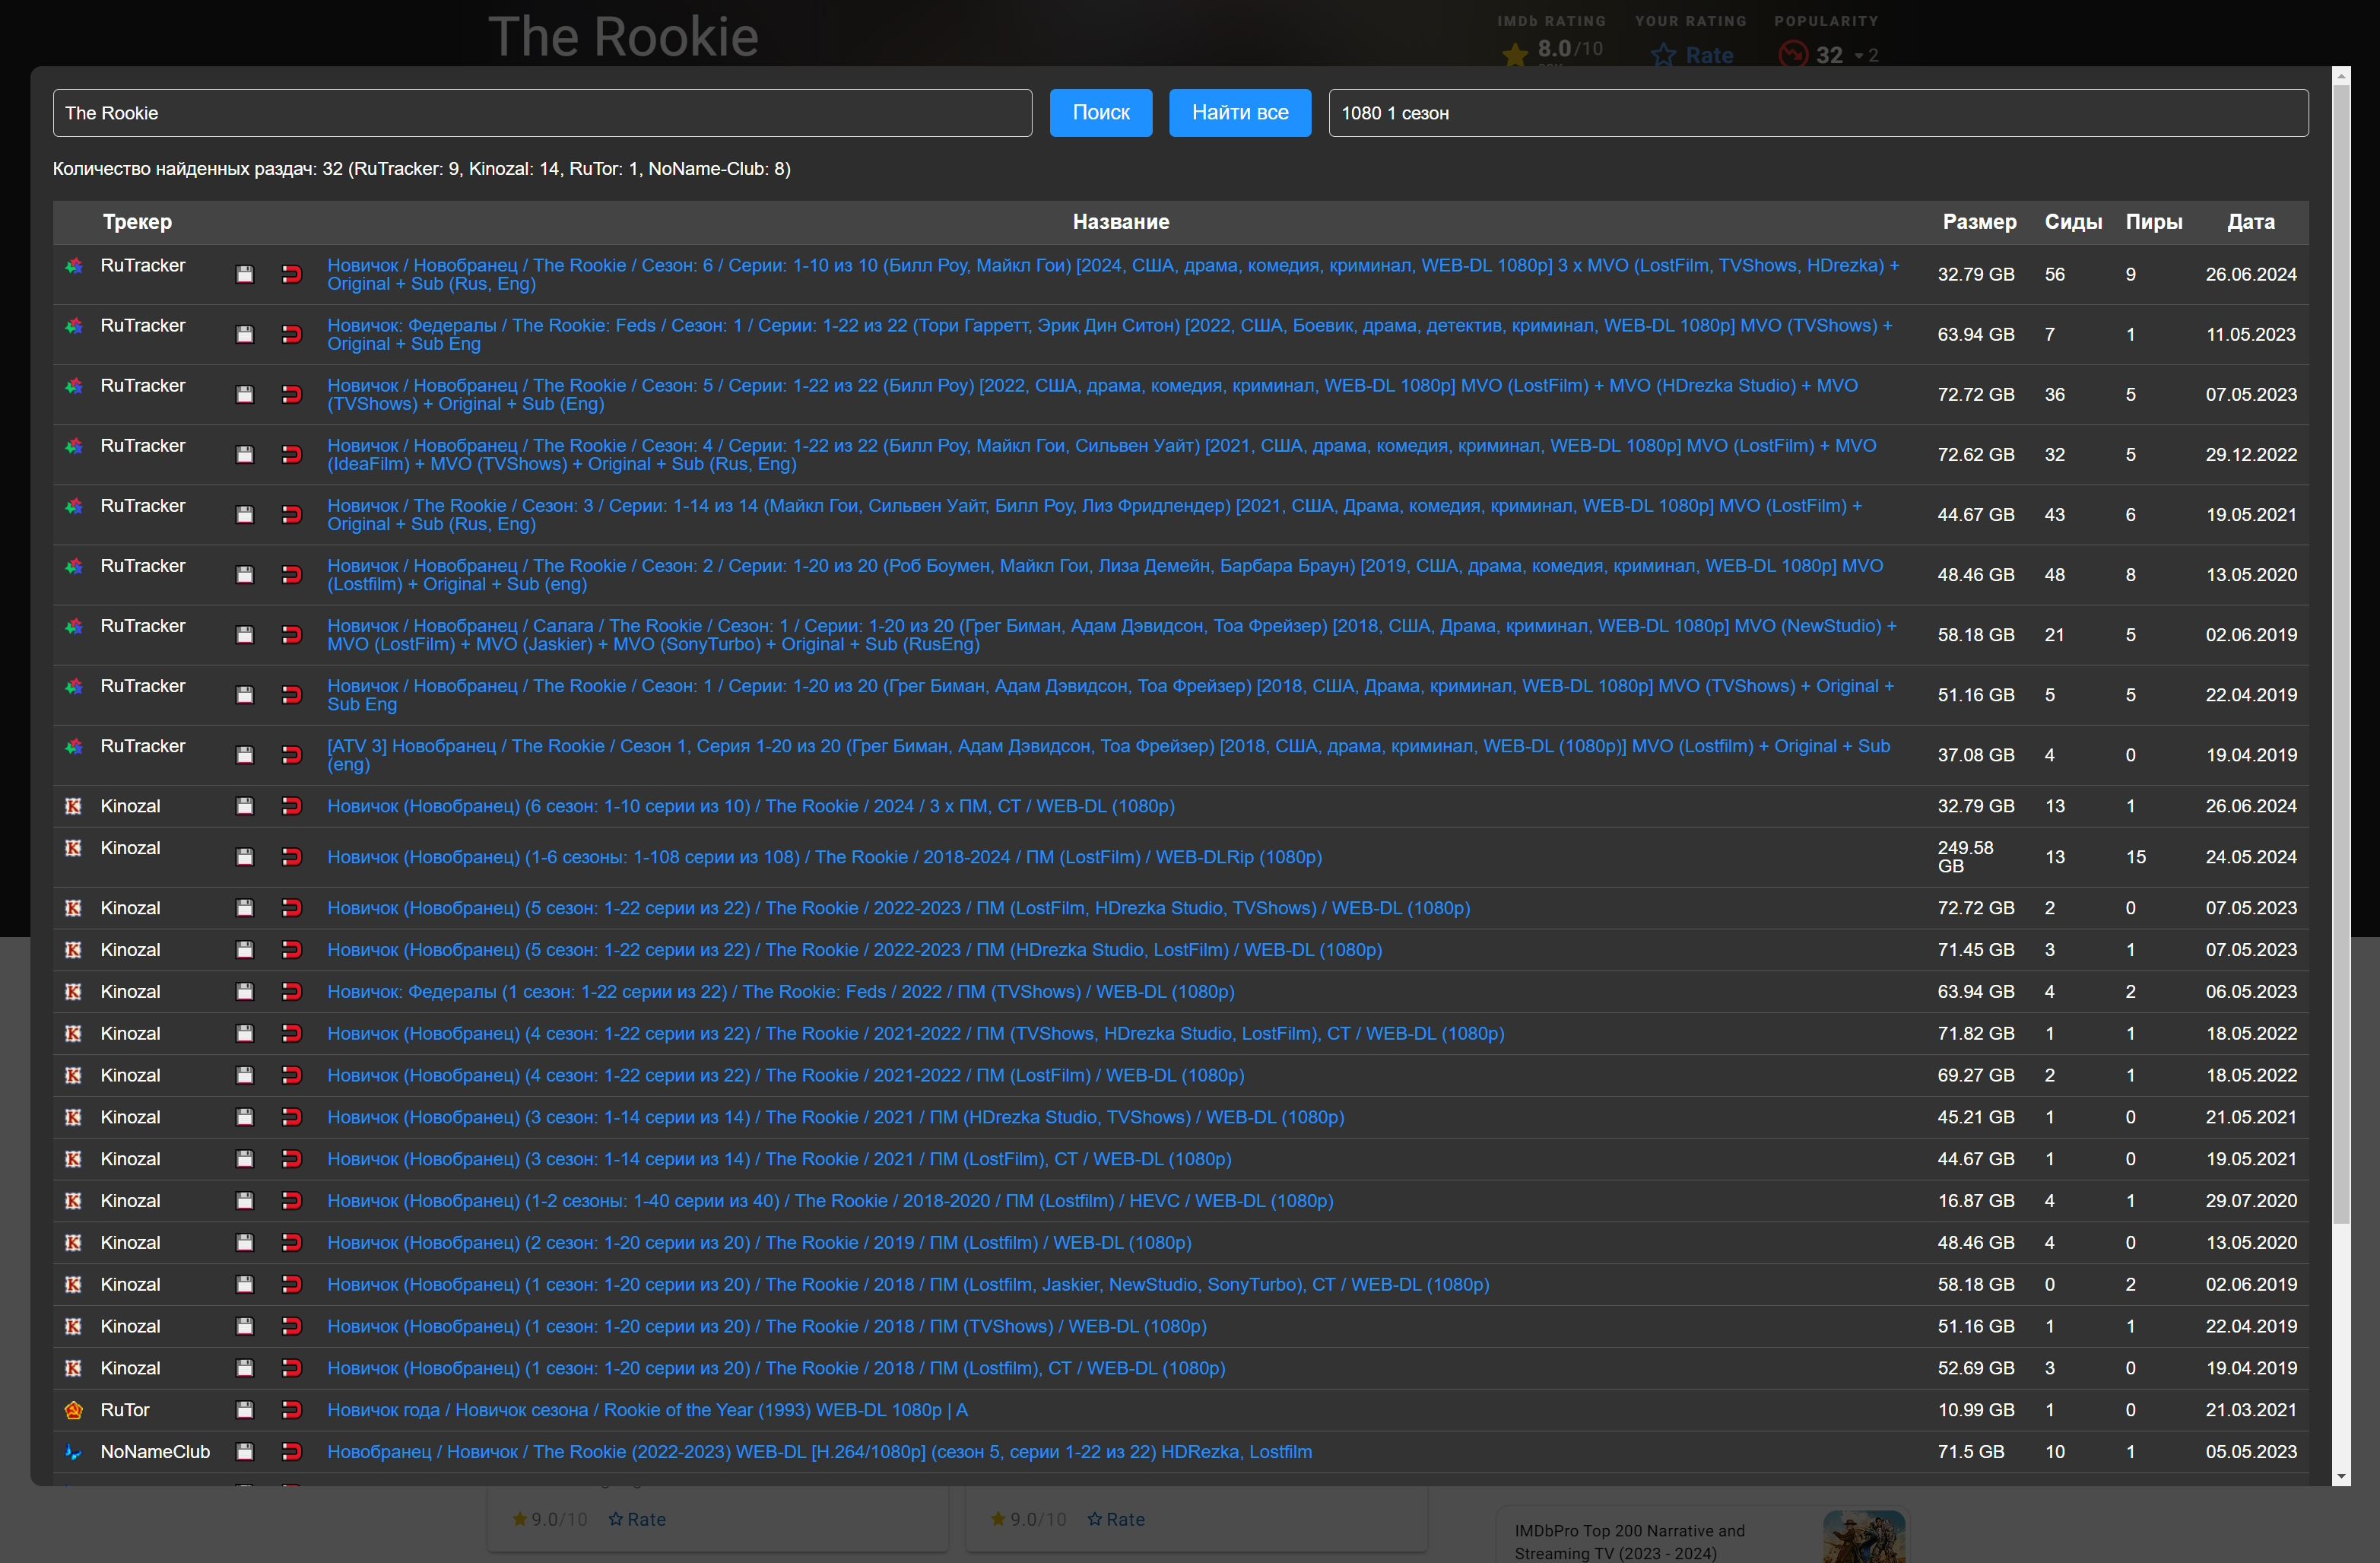 The Rookie
IMDb RATING YOUR RATING POPULARITY
8.0/10 Rate 32 2
The Rookie Поиск Найти все 1080 1 сезон
Количество найденных раздач: 32 (RuTracker: 9, Kinozal: 14, RuTor: 1, NoName-Club: 8)
Трекер Название Размер Сиды Пиры Дата
RuTracker Новичок / Новобранец / The Rookie / Сезон: 6 / Серии: 1-10 из 10 (Билл Роу, Майкл Гои) [2024, США, драма, комедия, криминал, WEB-DL 1080p] 3 x MVO (LostFilm, TVShows, HDrezka) +
Original + Sub (Rus, Eng) 32.79 GB 56 9 26.06.2024
RuTracker Новичок: Федералы / The Rookie: Feds / Сезон: 1 / Серии: 1-22 из 22 (Тори Гарретт, Эрик Дин Ситон) [2022, США, Боевик, драма, детектив, криминал, WEB-DL 1080p] MVO (TVShows) +
Original + Sub Eng 63.94 GB 7 1 11.05.2023
RuTracker Новичок / Новобранец / The Rookie / Сезон: 5 / Серии: 1-22 из 22 (Билл Роу) [2022, США, драма, комедия, криминал, WEB-DL 1080p] MVO (LostFilm) + MVO (HDrezka Studio) + MVO
(TVShows) + Original + Sub (Eng) 72.72 GB 36 5 07.05.2023
RuTracker Новичок / Новобранец / The Rookie / Сезон: 4 / Серии: 1-22 из 22 (Билл Роу, Майкл Гои, Сильвен Уайт) [2021, США, драма, комедия, криминал, WEB-DL 1080p] MVO (LostFilm) + MVO
(IdeaFilm) + MVO (TVShows) + Original + Sub (Rus, Eng) 72.62 GB 32 5 29.12.2022
RuTracker Новичок / The Rookie / Сезон: 3 / Серии: 1-14 из 14 (Майкл Гои, Сильвен Уайт, Билл Роу, Лиз Фридлендер) [2021, США, Драма, комедия, криминал, WEB-DL 1080p] MVO (LostFilm) +
Original + Sub (Rus, Eng) 44.67 GB 43 6 19.05.2021
RuTracker Новичок / Новобранец / The Rookie / Сезон: 2 / Серии: 1-20 из 20 (Роб Боумен, Майкл Гои, Лиза Демейн, Барбара Браун) [2019, США, драма, комедия, криминал, WEB-DL 1080p] MVO
(Lostfilm) + Original + Sub (eng) 48.46 GB 48 8 13.05.2020
RuTracker Новичок / Новобранец / Салага / The Rookie / Сезон: 1 / Серии: 1-20 из 20 (Грег Биман, Адам Дэвидсон, Тоа Фрейзер) [2018, США, Драма, криминал, WEB-DL 1080p] MVO (NewStudio) +
MVO (LostFilm) + MVO (Jaskier) + MVO (SonyTurbo) + Original + Sub (RusEng) 58.18 GB 21 5 02.06.2019
RuTracker Новичок / Новобранец / The Rookie / Сезон: 1 / Серии: 1-20 из 20 (Грег Биман, Адам Дэвидсон, Тоа Фрейзер) [2018, США, Драма, криминал, WEB-DL 1080p] MVO (TVShows) + Original +
Sub Eng 51.16 GB 5 5 22.04.2019
RuTracker [ATV 3] Новобранец / The Rookie / Сезон 1, Серия 1-20 из 20 (Грег Биман, Адам Дэвидсон, Тоа Фрейзер) [2018, США, драма, криминал, WEB-DL (1080p)] MVO (Lostfilm) + Original + Sub
(eng) 37.08 GB 4 0 19.04.2019
Kinozal Новичок (Новобранец) (6 сезон: 1-10 серии из 10) / The Rookie / 2024 / 3 x ПМ, СТ / WEB-DL (1080p) 32.79 GB 13 1 26.06.2024
Kinozal Новичок (Новобранец) (1-6 сезоны: 1-108 серии из 108) / The Rookie / 2018-2024 / ПМ (LostFilm) / WEB-DLRip (1080p) 249.58 GB 13 15 24.05.2024
Kinozal Новичок (Новобранец) (5 сезон: 1-22 серии из 22) / The Rookie / 2022-2023 / ПМ (LostFilm, HDrezka Studio, TVShows) / WEB-DL (1080p) 72.72 GB 2 0 07.05.2023
Kinozal Новичок (Новобранец) (5 сезон: 1-22 серии из 22) / The Rookie / 2022-2023 / ПМ (HDrezka Studio, LostFilm) / WEB-DL (1080p) 71.45 GB 3 1 07.05.2023
Kinozal Новичок: Федералы (1 сезон: 1-22 серии из 22) / The Rookie: Feds / 2022 / ПМ (TVShows) / WEB-DL (1080p) 63.94 GB 4 2 06.05.2023
Kinozal Новичок (Новобранец) (4 сезон: 1-22 серии из 22) / The Rookie / 2021-2022 / ПМ (TVShows, HDrezka Studio, LostFilm), СТ / WEB-DL (1080p) 71.82 GB 1 1 18.05.2022
Kinozal Новичок (Новобранец) (4 сезон: 1-22 серии из 22) / The Rookie / 2021-2022 / ПМ (LostFilm) / WEB-DL (1080p) 69.27 GB 2 1 18.05.2022
Kinozal Новичок (Новобранец) (3 сезон: 1-14 серии из 14) / The Rookie / 2021 / ПМ (HDrezka Studio, TVShows) / WEB-DL (1080p) 45.21 GB 1 0 21.05.2021
Kinozal Новичок (Новобранец) (3 сезон: 1-14 серии из 14) / The Rookie / 2021 / ПМ (LostFilm), СТ / WEB-DL (1080p) 44.67 GB 1 0 19.05.2021
Kinozal Новичок (Новобранец) (1-2 сезоны: 1-40 серии из 40) / The Rookie / 2018-2020 / ПМ (Lostfilm) / HEVC / WEB-DL (1080p) 16.87 GB 4 1 29.07.2020
Kinozal Новичок (Новобранец) (2 сезон: 1-20 серии из 20) / The Rookie / 2019 / ПМ (Lostfilm) / WEB-DL (1080p) 48.46 GB 4 0 13.05.2020
Kinozal Новичок (Новобранец) (1 сезон: 1-20 серии из 20) / The Rookie / 2018 / ПМ (Lostfilm, Jaskier, NewStudio, SonyTurbo), СТ / WEB-DL (1080p) 58.18 GB 0 2 02.06.2019
Kinozal Новичок (Новобранец) (1 сезон: 1-20 серии из 20) / The Rookie / 2018 / ПМ (TVShows) / WEB-DL (1080p) 51.16 GB 1 1 22.04.2019
Kinozal Новичок (Новобранец) (1 сезон: 1-20 серии из 20) / The Rookie / 2018 / ПМ (Lostfilm), СТ / WEB-DL (1080p) 52.69 GB 3 0 19.04.2019
RuTor Новичок года / Новичок сезона / Rookie of the Year (1993) WEB-DL 1080p | A 10.99 GB 1 0 21.03.2021
NoNameClub Новобранец / Новичок / The Rookie (2022-2023) WEB-DL [H.264/1080p] (сезон 5, серии 1-22 из 22) HDRezka, Lostfilm 71.5 GB 10 1 05.05.2023
9.0/10 Rate 9.0/10 Rate
IMDbPro Top 200 Narrative and
Streaming TV (2023 - 2024)